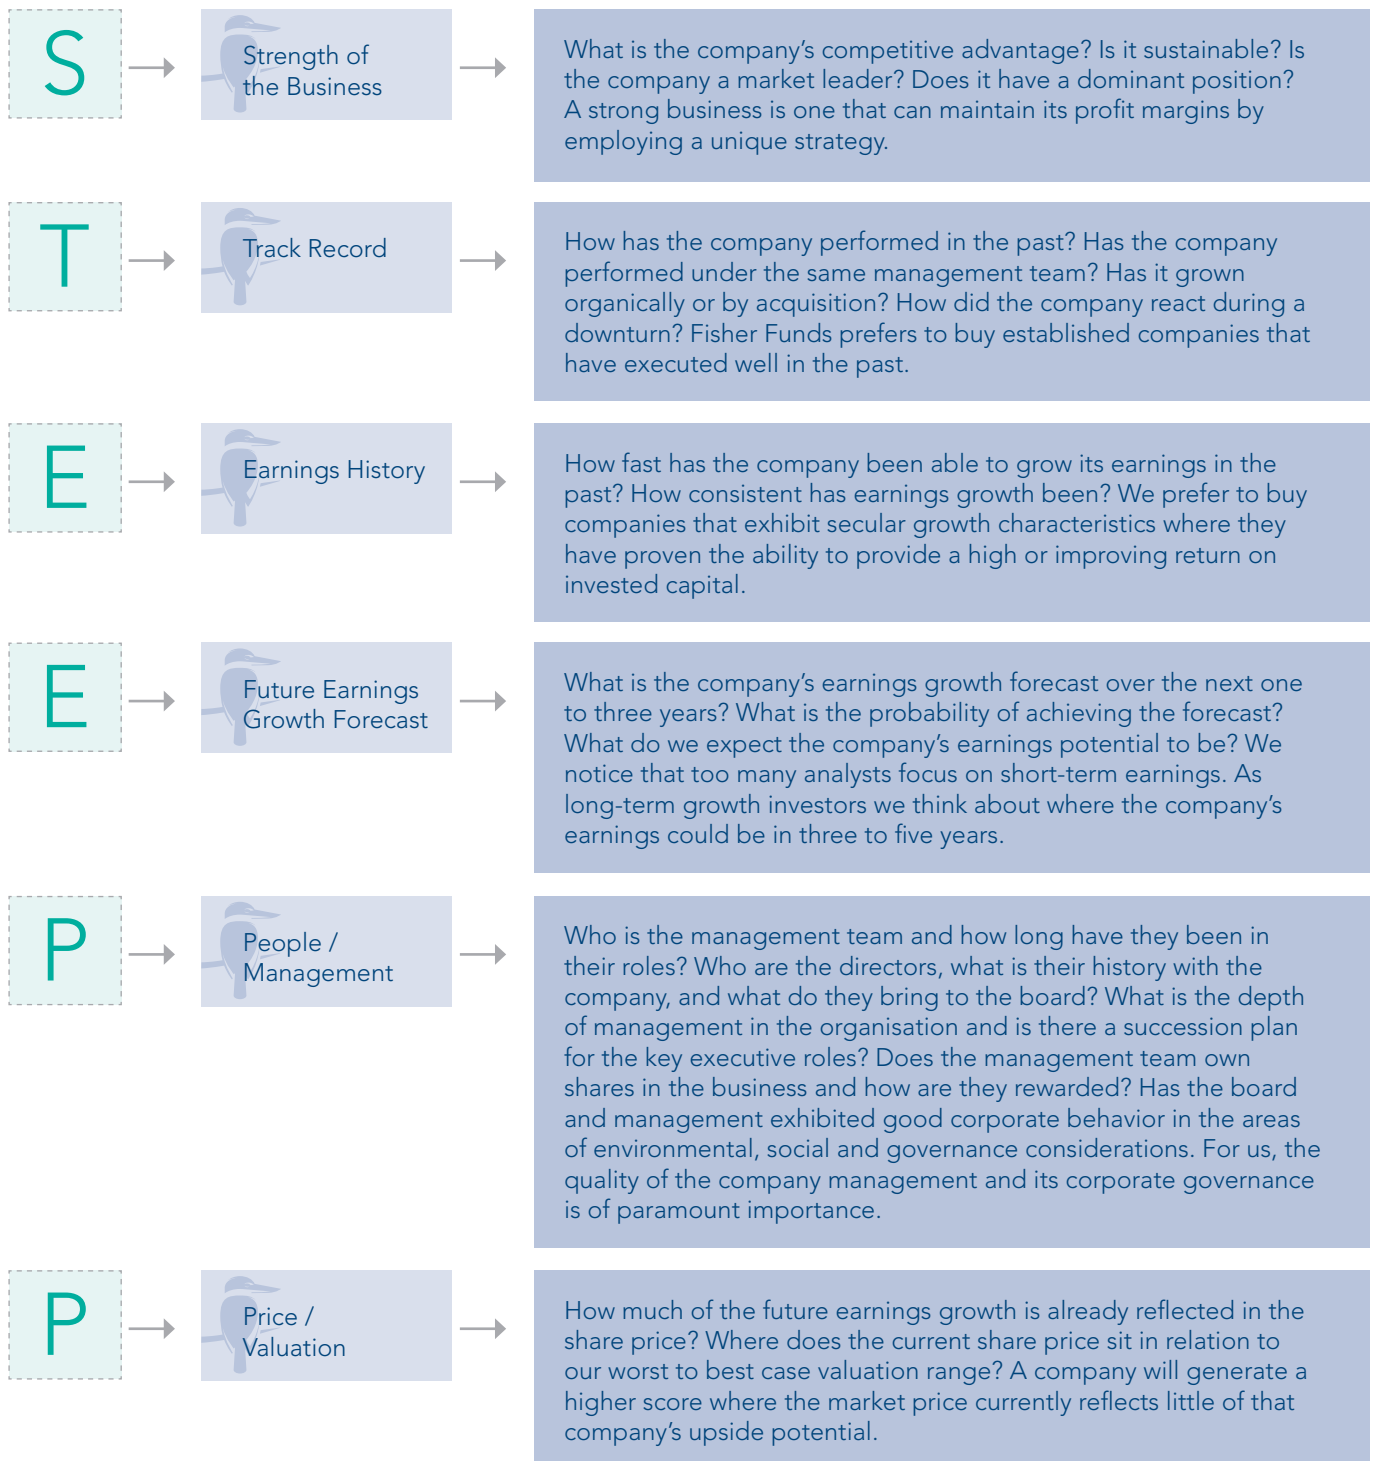 S
Strength of
the Business
What is the company’s competitive advantage? Is it sustainable? Is
the company a market leader? Does it have a dominant position?
A strong business is one that can maintain its profit margins by
employing a unique strategy.
T
Track Record
How has the company performed in the past? Has the company
performed under the same management team? Has it grown
organically or by acquisition? How did the company react during a
downturn? Fisher Funds prefers to buy established companies that
have executed well in the past.
E
Earnings History
How fast has the company been able to grow its earnings in the
past? How consistent has earnings growth been? We prefer to buy
companies that exhibit secular growth characteristics where they
have proven the ability to provide a high or improving return on
invested capital.
E
Future Earnings
Growth Forecast
What is the company’s earnings growth forecast over the next one
to three years? What is the probability of achieving the forecast?
What do we expect the company’s earnings potential to be? We
notice that too many analysts focus on short-term earnings. As
long-term growth investors we think about where the company’s
earnings could be in three to five years.
P
People /
Management
Who is the management team and how long have they been in
their roles? Who are the directors, what is their history with the
company, and what do they bring to the board? What is the depth
of management in the organisation and is there a succession plan
for the key executive roles? Does the management team own
shares in the business and how are they rewarded? Has the board
and management exhibited good corporate behavior in the areas
of environmental, social and governance considerations. For us, the
quality of the company management and its corporate governance
is of paramount importance.
P
Price /
Valuation
How much of the future earnings growth is already reflected in the
share price? Where does the current share price sit in relation to
our worst to best case valuation range? A company will generate a
higher score where the market price currently reflects little of that
company’s upside potential.